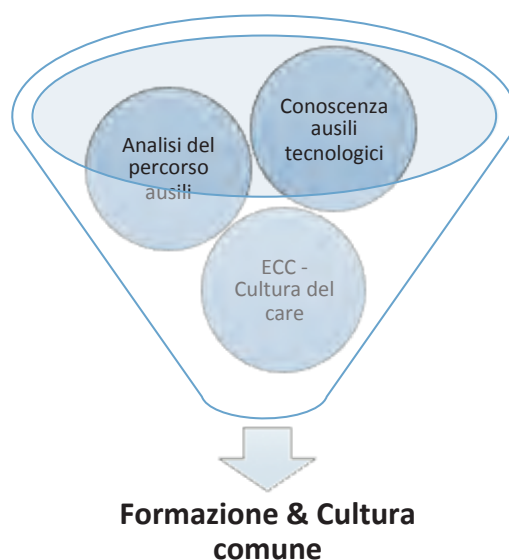 Analisi del
percorso
ausili
Conoscenza
ausili
tecnologici
ECC -
Cultura del
care
Formazione & Cultura
comune